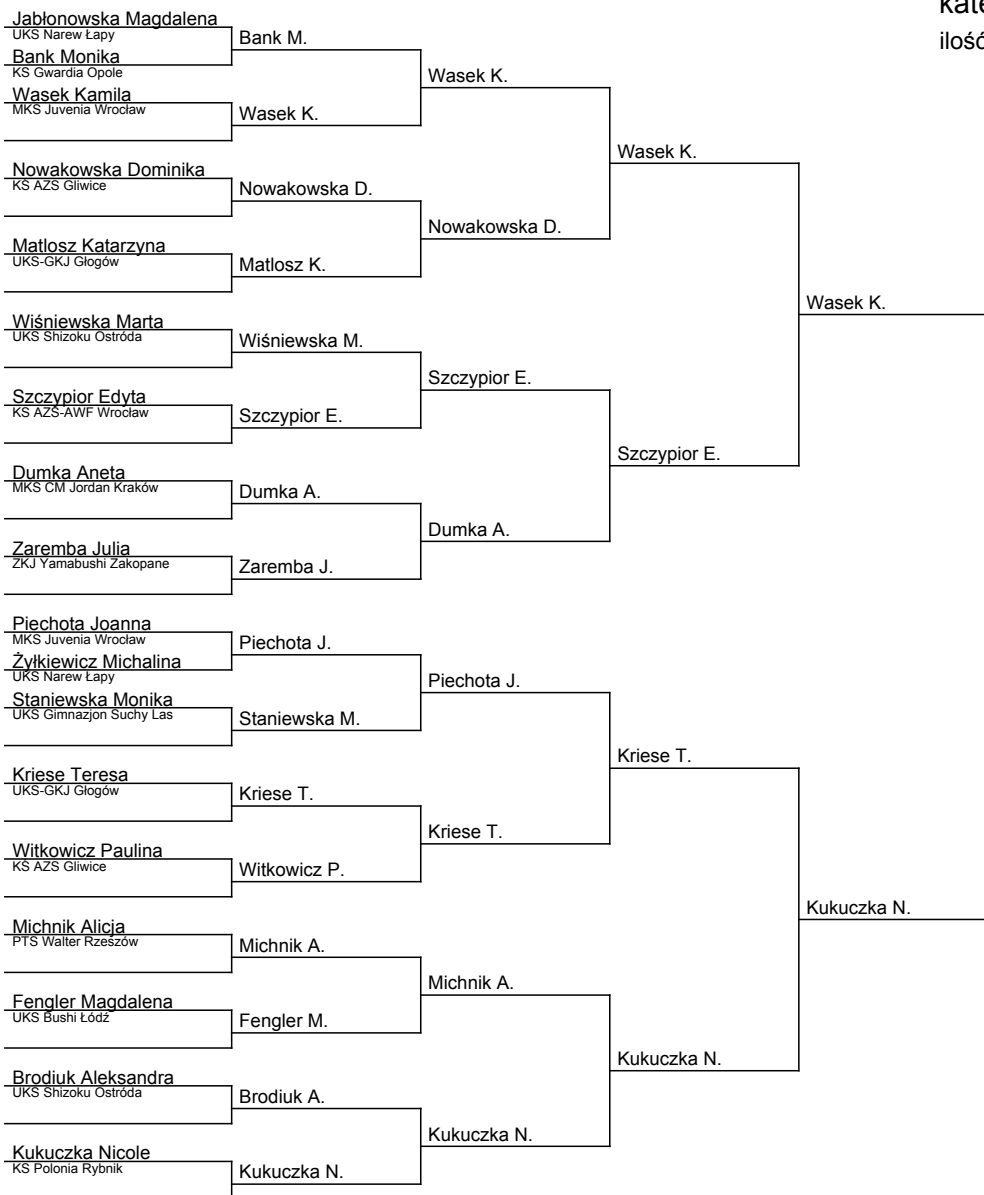 kate
ilość
Jabłonowska Magdalena
UKS Narew Łapy
Bank M.
Bank Monika
KS Gwardia Opole
Wasek K.
Wasek Kamila
MKS Juvenia Wrocław
Wasek K.
Wasek K.
Nowakowska Dominika
KS AZS Gliwice
Nowakowska D.
Nowakowska D.
Matlosz Katarzyna
UKS-GKJ Głogów
Matlosz K.
Wasek K.
Wiśniewska Marta
UKS Shizoku Ostróda
Wiśniewska M.
Szczypior E.
Szczypior Edyta
KS AZS-AWF Wrocław
Szczypior E.
Szczypior E.
Dumka Aneta
MKS CM Jordan Kraków
Dumka A.
Dumka A.
Zaremba Julia
ZKJ Yamabushi Zakopane
Zaremba J.
Piechota Joanna
MKS Juvenia Wrocław
Piechota J.
Żyłkiewicz Michalina
UKS Narew Łapy
Piechota J.
Staniewska Monika
UKS Gimnazjon Suchy Las
Staniewska M.
Kriese T.
Kriese Teresa
UKS-GKJ Głogów
Kriese T.
Kriese T.
Witkowicz Paulina
KS AZS Gliwice
Witkowicz P.
Kukuczka N.
Michnik Alicja
PTS Walter Rzeszów
Michnik A.
Michnik A.
Fengler Magdalena
UKS Bushi Łódź
Fengler M.
Kukuczka N.
Brodiuk Aleksandra
UKS Shizoku Ostróda
Brodiuk A.
Kukuczka N.
Kukuczka Nicole
KS Polonia Rybnik
Kukuczka N.